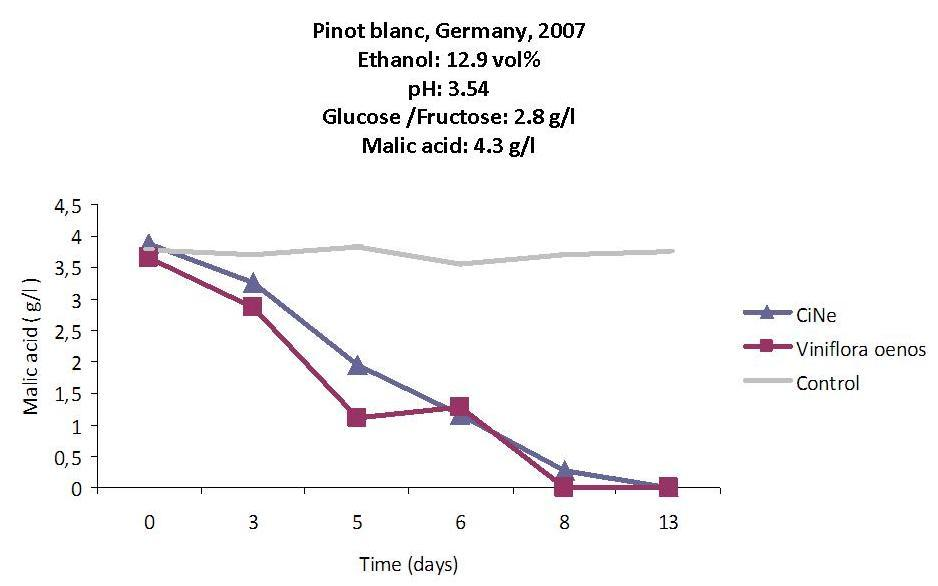 Pinot blanc, Germany, 2007
Ethanol: 12.9 vol%
pH: 3.54
Glucose /Fructose: 2.8 g/l
Malic acid: 4.3 g/l
4,5
4
3,5
3
2,5
2
1,5
1
0,5
0
Malic acid ( g/l )
0 3 5 6 8 13
Time (days)
CiNe
Viniflora oenos
Control